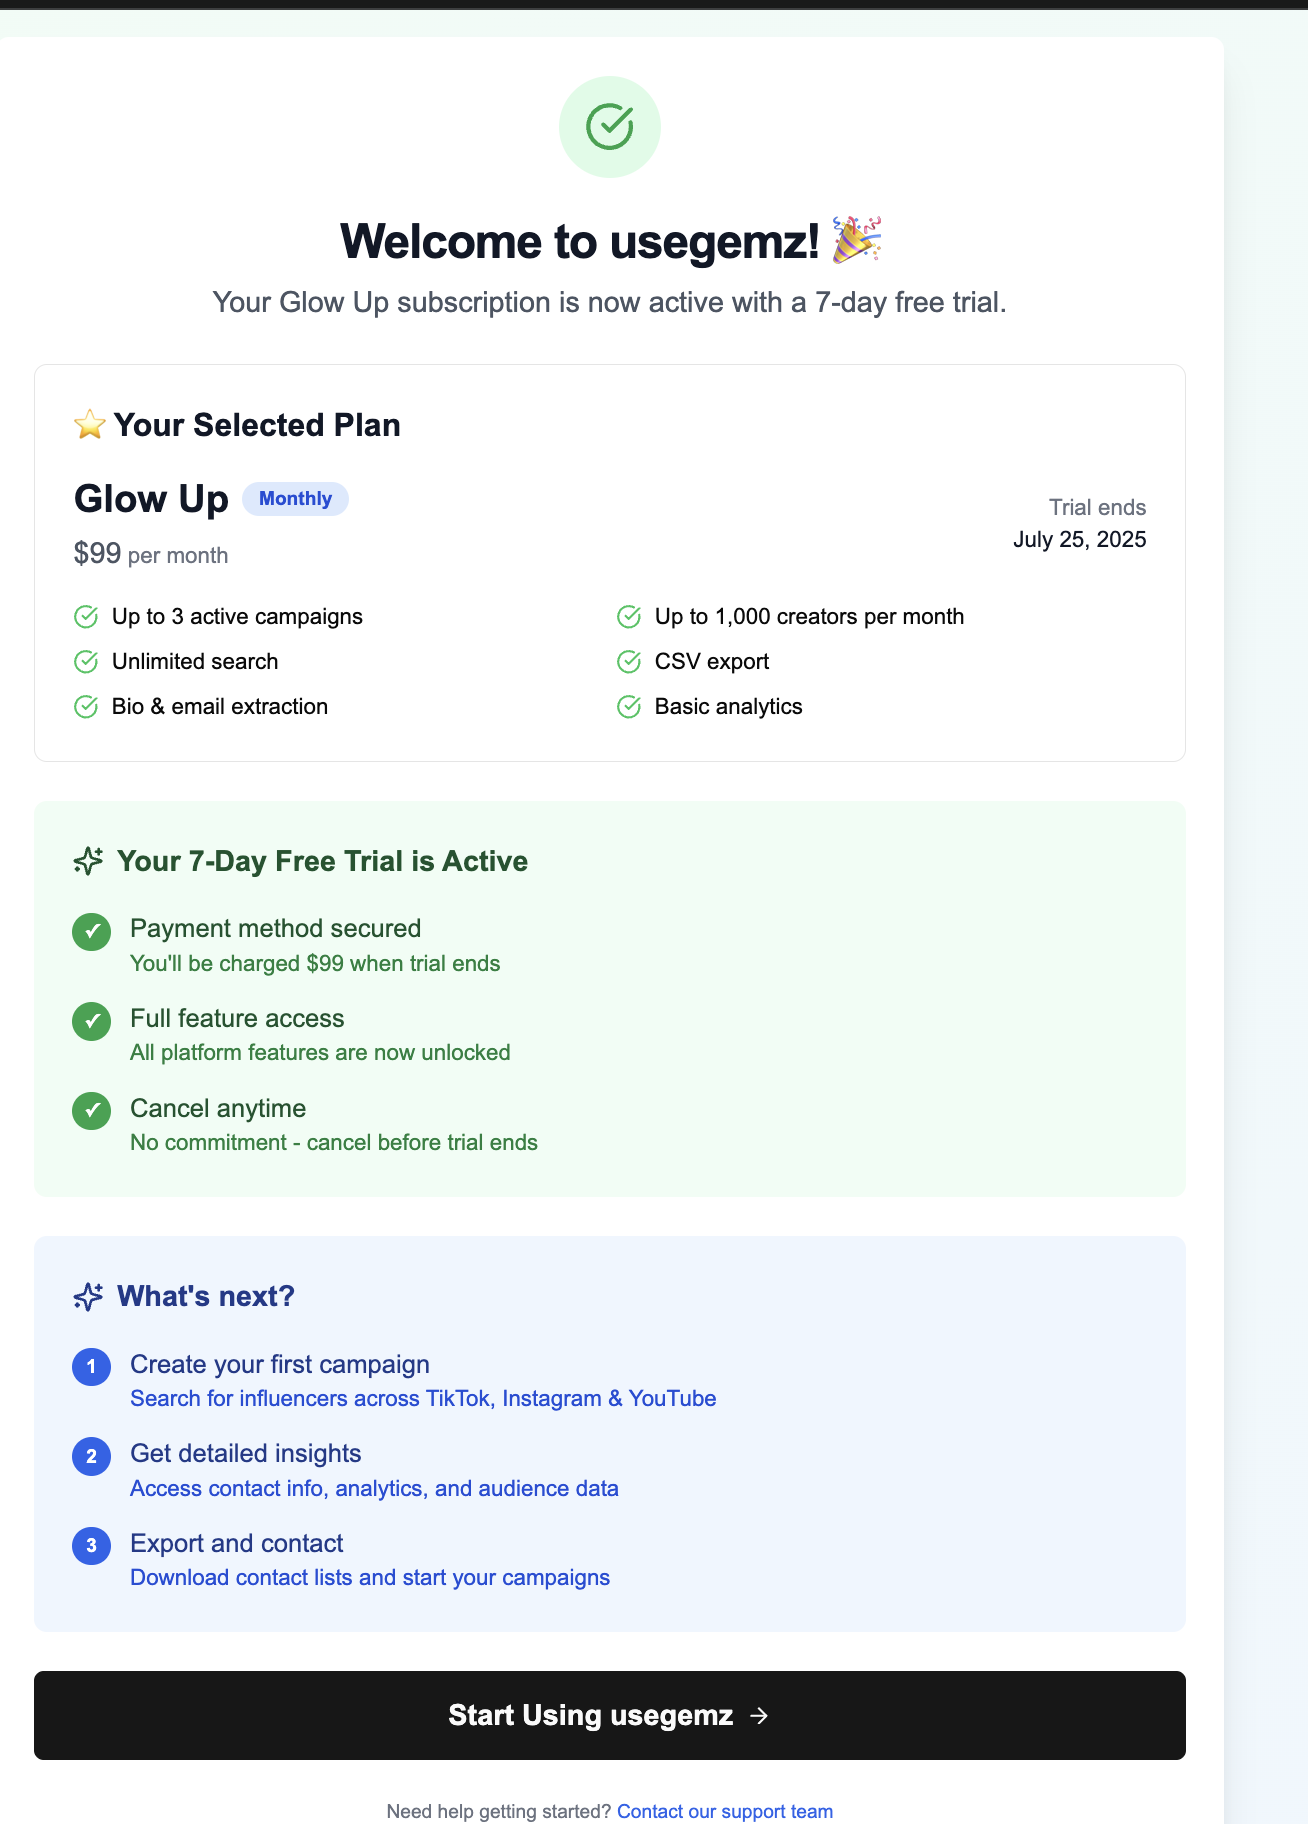 Welcome to usegemz! 🎉
Your Glow Up subscription is now active with a 7-day free trial.
⭐ Your Selected Plan
Glow Up Monthly
$99 per month
Trial ends
July 25, 2025
Up to 3 active campaigns
Up to 1,000 creators per month
Unlimited search
CSV export
Bio & email extraction
Basic analytics
Your 7-Day Free Trial is Active
Payment method secured
You'll be charged $99 when trial ends
Full feature access
All platform features are now unlocked
Cancel anytime
No commitment - cancel before trial ends
What's next?
1 Create your first campaign
Search for influencers across TikTok, Instagram & YouTube
2 Get detailed insights
Access contact info, analytics, and audience data
3 Export and contact
Download contact lists and start your campaigns
Start Using usegemz →
Need help getting started? Contact our support team